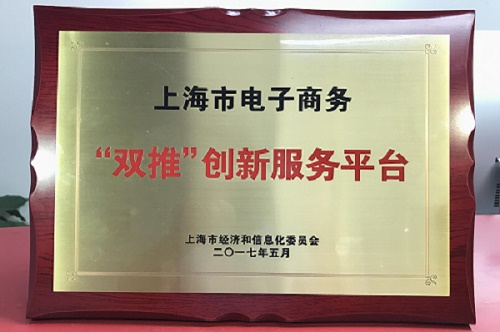 上海市电子商务
“双推”创新服务平台
上海市经济和信息化委员会
二〇一七年五月